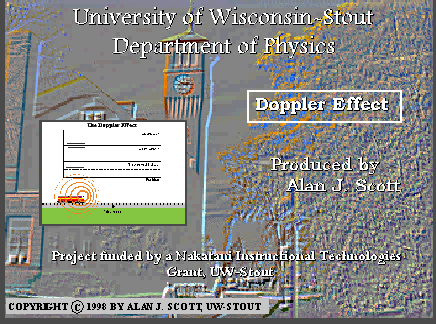 University of Wisconsin-Stout
Department of Physics
Doppler Effect
The Doppler Effect
Produced by
Alan J. Scott
Project funded by a Nakatani Instructional Technologies
Grant, UW-Stout
COPYRIGHT © 1998 BY ALAN J. SCOTT, UW-STOUT